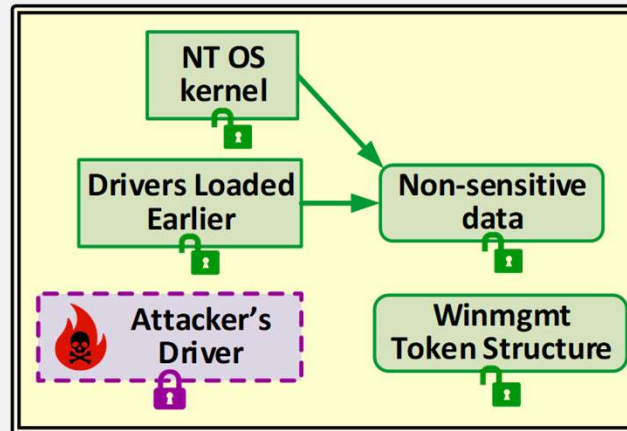 NT OS
kernel
Drivers Loaded
Earlier
Non-sensitive
data
Attacker's
Driver
Winmgmt
Token Structure